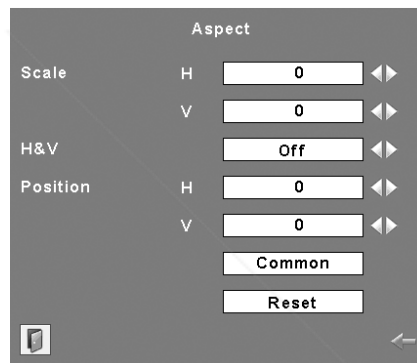 Aspect
Scale H 0
V 0
H&V Off
Position H 0
V 0
Common
Reset